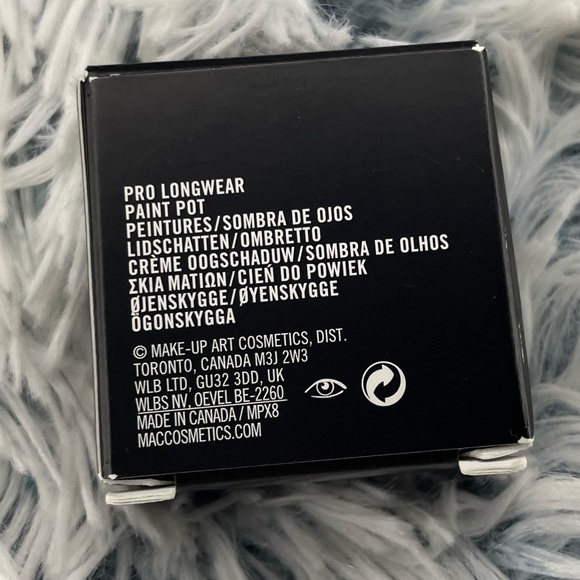 PRO LONGWEAR
PAINT POT
PEINTURES/SOMBRA DE OJOS
LIDSCHATTEN/OMBRETTO
CRÈME OOGSCHADUW/SOMBRA DE OLHOS
ΣΚΙΑ ΜΑΤΙΩΝ/CIEŃ DO POWIEK
ØJENSKYGGE/ØYENSKYGGE
ÖGONSKYGGA
© MAKE-UP ART COSMETICS, DIST.
TORONTO, CANADA M3J 2W3
WLB LTD, GU32 3DD, UK
WLBS NV, OEVEL BE-2260
MADE IN CANADA / MPX8
MACCOSMETICS.COM